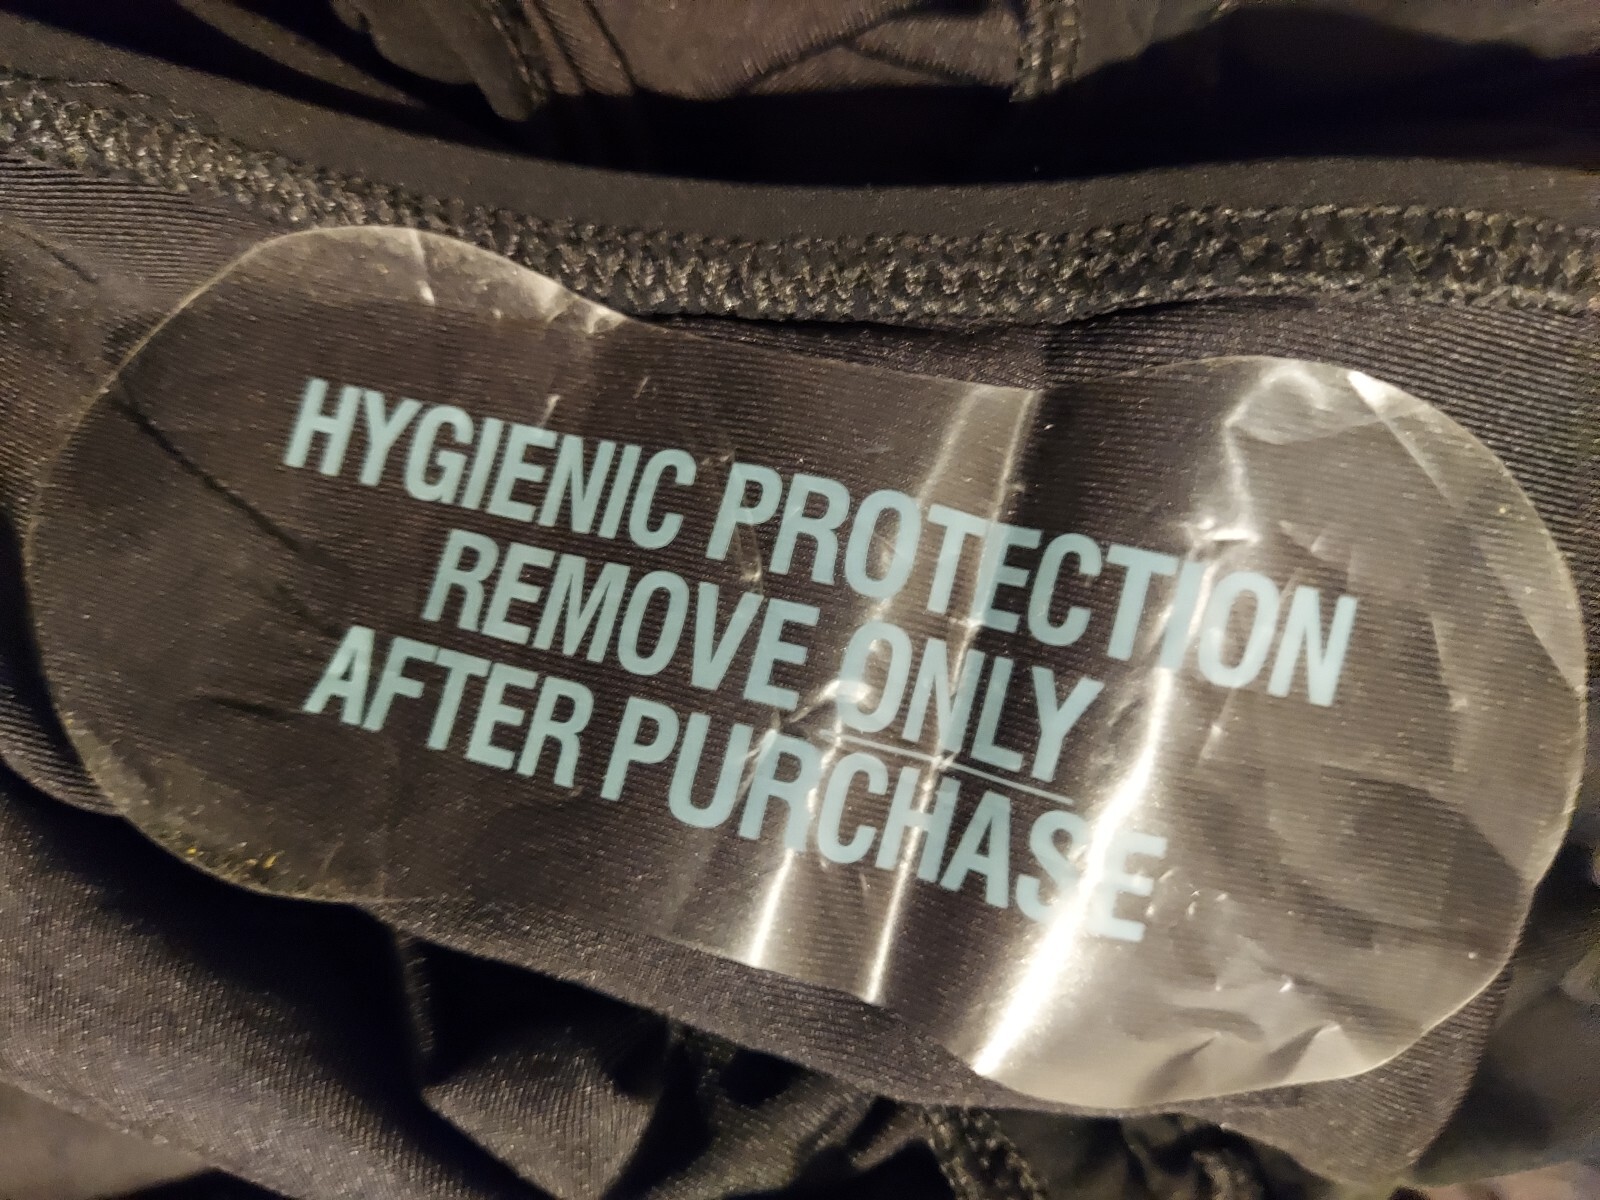 HYGIENIC PROTECTION
REMOVE ONLY
AFTER PURCHASE